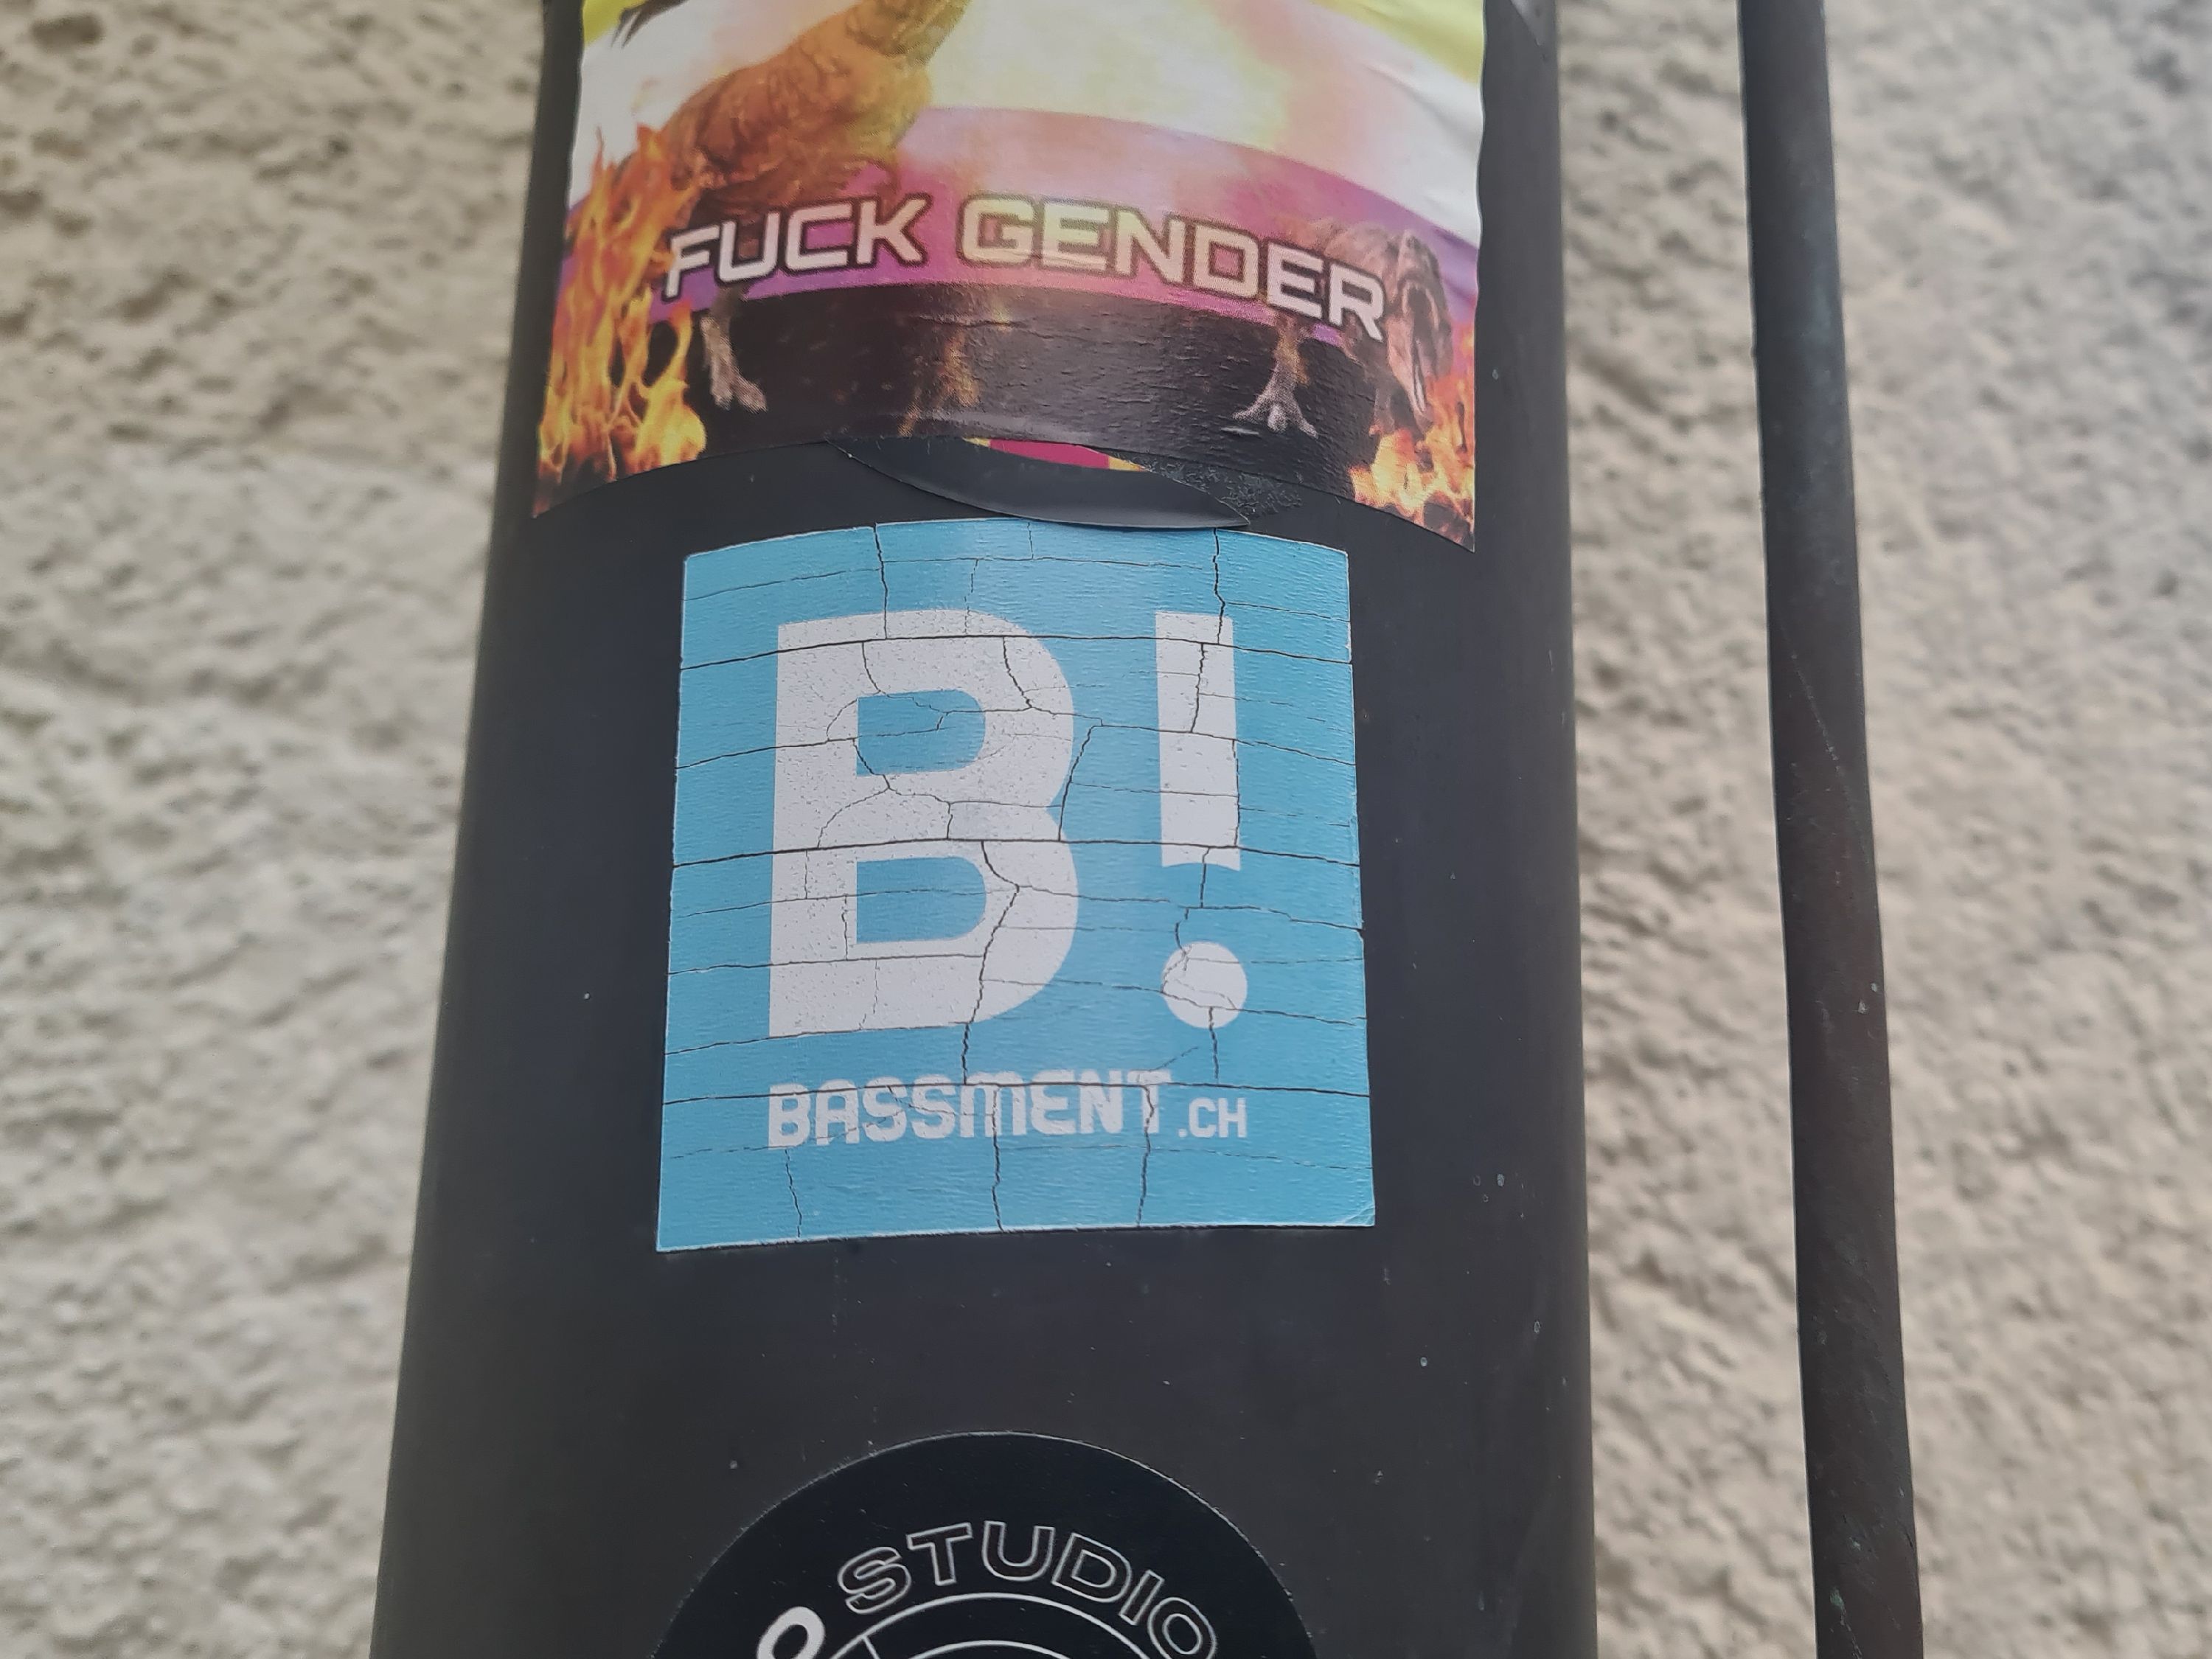 FUCK GENDER
B!
BASSMENT.CH
STUDIO